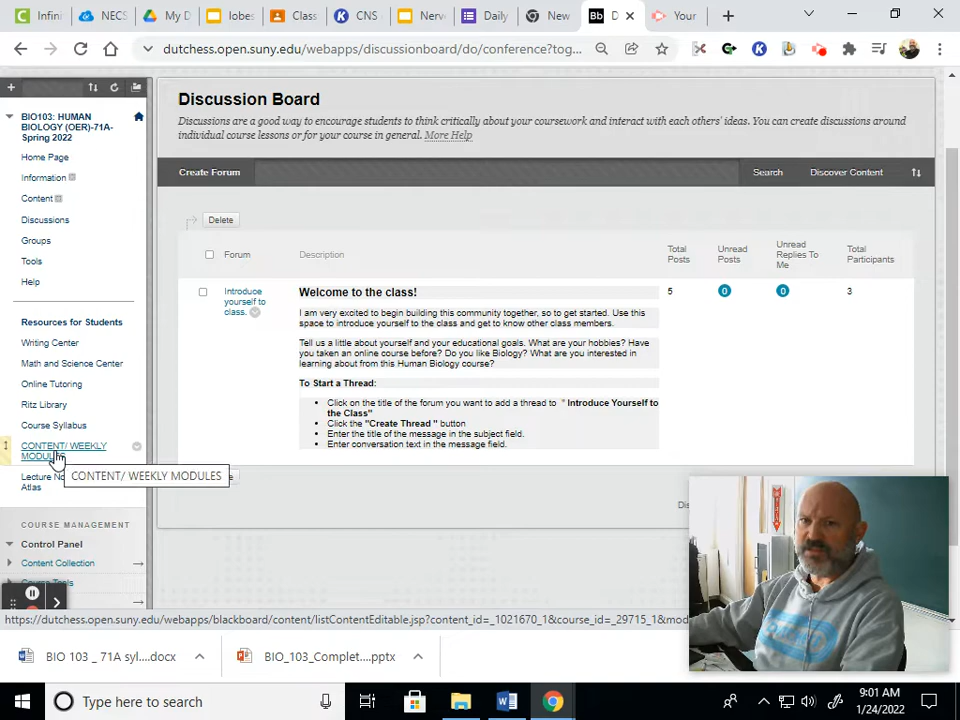 Infini
NECS
My D
lobes
Class
CNS
Nerv
Daily
New
Bb D
Your
dutchess.open.suny.edu/webapps/discussionboard/do/conference?tog...
BIO103: HUMAN
BIOLOGY (OER)-71A-
Spring 2022
Home Page
Information
Content
Discussions
Groups
Tools
Help
Resources for Students
Writing Center
Math and Science Center
Online Tutoring
Ritz Library
Course Syllabus
CONTENT/ WEEKLY
CONTENT/ WEEKLY MODULES
Atlas
COURSE MANAGEMENT
Control Panel
Content Collection
Course Tools
Discussion Board
Discussions are a good way to encourage students to think critically about your coursework and interact with each others' ideas. You can create discussions around
individual course lessons or for your course in general. More Help
Create Forum
Search
Discover Content
Delete
Forum
Description
Total
Posts
Unread
Posts
Unread
Replies To
Me
Total
Participants
Introduce
yourself to
class.
Welcome to the class!
5
0
0
3
I am very excited to begin building this community together, so to get started. Use this
space to introduce yourself to the class and get to know other class members.
Tell us a little about yourself and your educational goals. What are your hobbies? Have
you taken an online course before? Do you like Biology? What are you interested in
learning about from this Human Biology course?
To Start a Thread:
Click on the title of the forum you want to add a thread to " Introduce Yourself to
the Class"
Click the "Create Thread " button
Enter the title of the message in the subject field.
Enter conversation text in the message field.
https://dutchess.open.suny.edu/webapps/blackboard/content/listContentEditable.jsp?content_id=_1021670_1&course_id=_29715_1&mod
BIO 103 _ 71A syl....docx
BIO_103_Complet....pptx
Type here to search
9:01 AM
1/24/2022